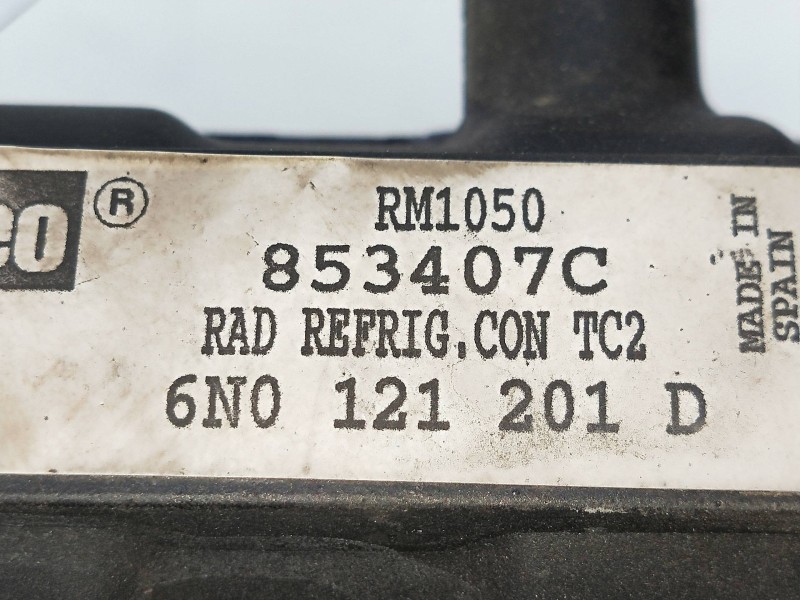 ®
RM1050
853407C
RAD REFRIG.CON TC2
6N0 121 201 D
MADE IN
SPAIN